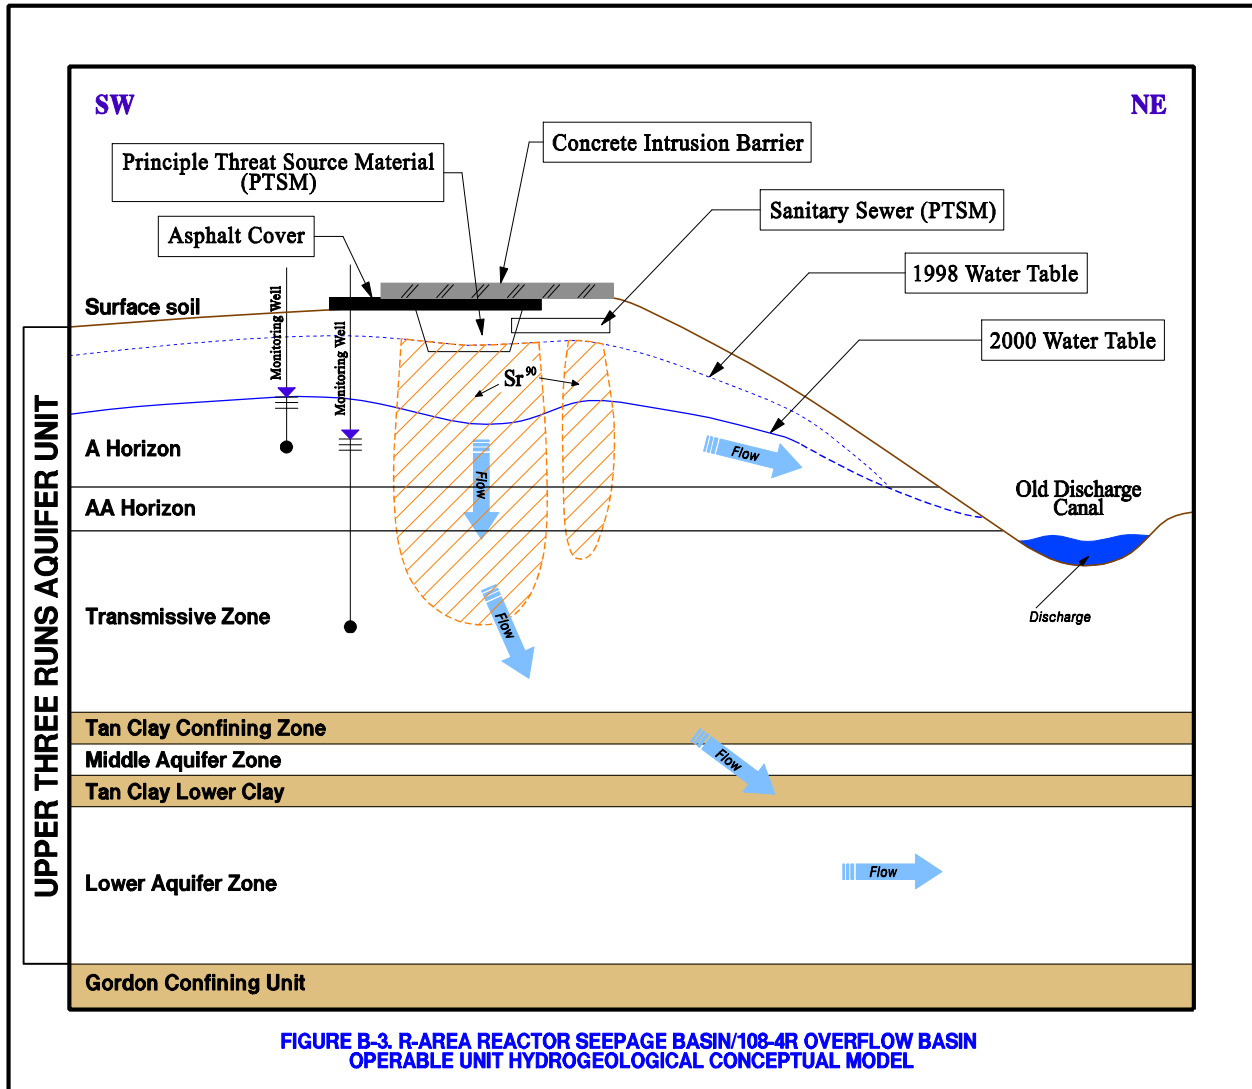 SW
NE
Concrete Intrusion Barrier
Principle Threat Source Material
(PTSM)
Sanitary Sewer (PTSM)
Asphalt Cover
1998 Water Table
Surface soil
Monitoring Well
Monitoring Well
2000 Water Table
Sr90
UPPER THREE RUNS AQUIFER UNIT
A Horizon
Flow
Flow
AA Horizon
Old Discharge
Canal
Transmissive Zone
Flow
Discharge
Tan Clay Confining Zone
Flow
Middle Aquifer Zone
Tan Clay Lower Clay
Lower Aquifer Zone
Flow
Gordon Confining Unit
FIGURE B-3. R-AREA REACTOR SEEPAGE BASIN/108-4R OVERFLOW BASIN
OPERABLE UNIT HYDROGEOLOGICAL CONCEPTUAL MODEL